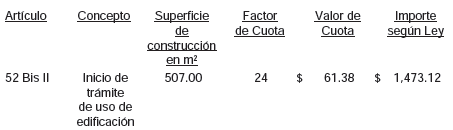 Artículo Concepto Superficie de construcción en m² Factor de Cuota Valor de Cuota Importe según Ley
52 Bis II Inicio de trámite de uso de edificación 507.00 24 $ 61.38 $ 1,473.12